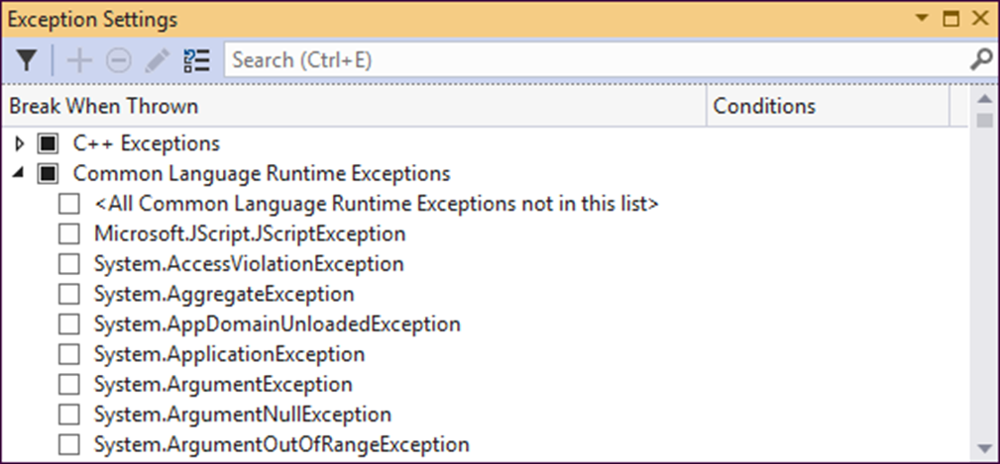 Exception Settings
Search (Ctrl+E)
Break When Thrown Conditions
C++ Exceptions
Common Language Runtime Exceptions
<All Common Language Runtime Exceptions not in this list>
Microsoft.JScript.JScriptException
System.AccessViolationException
System.AggregateException
System.AppDomainUnloadedException
System.ApplicationException
System.ArgumentException
System.ArgumentNullException
System.ArgumentOutOfRangeException